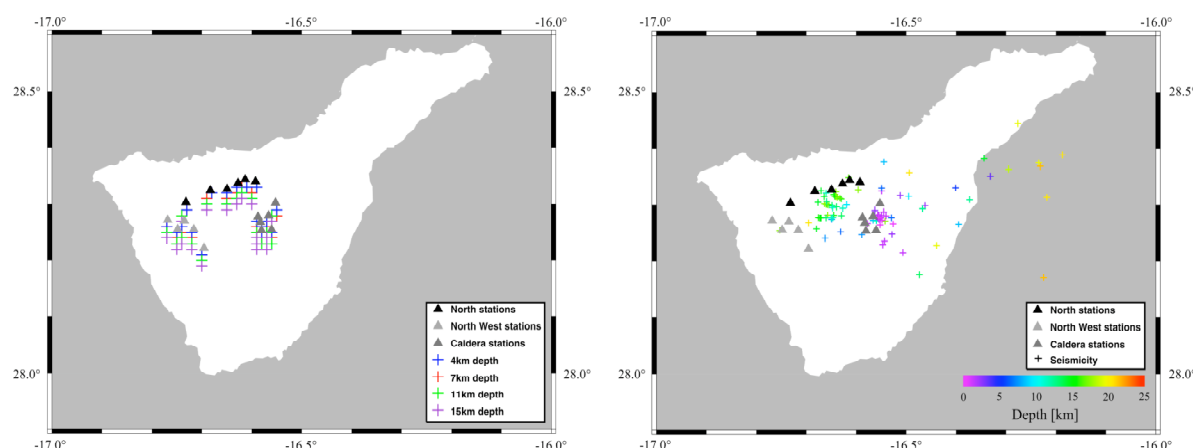 -17.0° -16.5° -16.0°
28.5° 28.5°
28.0° 28.0°
North stations
North West stations
Caldera stations
4km depth
7km depth
11km depth
15km depth
-17.0° -16.5° -16.0°
-17.0° -16.5° -16.0°
28.5° 28.5°
28.0° 28.0°
North stations
North West stations
Caldera stations
Seismicity
0 5 10 15 20 25
Depth [km]
-17.0° -16.5° -16.0°